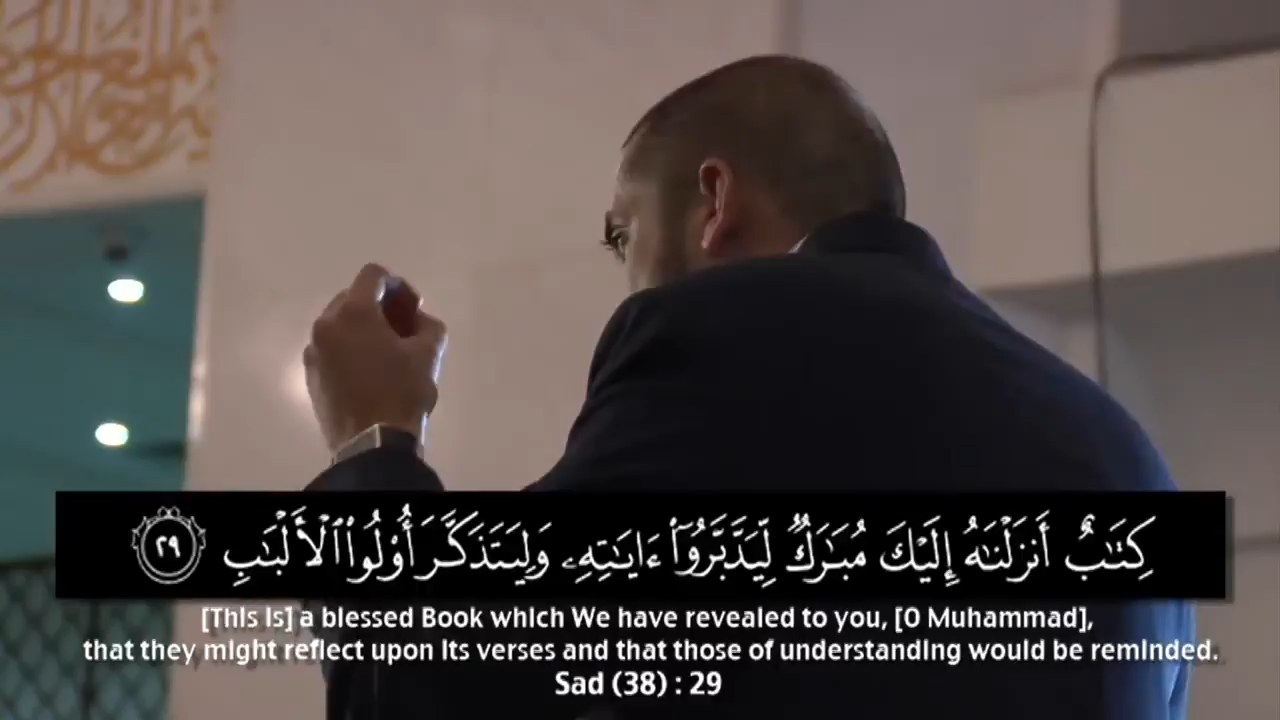 كِتَٰبٌ أَنزَلْنَٰهُ إِلَيْكَ مُبَٰرَكٌ لِّيَدَّبَّرُوٓا۟ ءَايَٰتِهِۦ وَلِيَتَذَكَّرَ أُو۟لُوا۟ ٱلْأَلْبَٰبِ ٢٩
[This is] a blessed Book which We have revealed to you, [O Muhammad],
that they might reflect upon its verses and that those of understanding would be reminded.
Sad (38) : 29